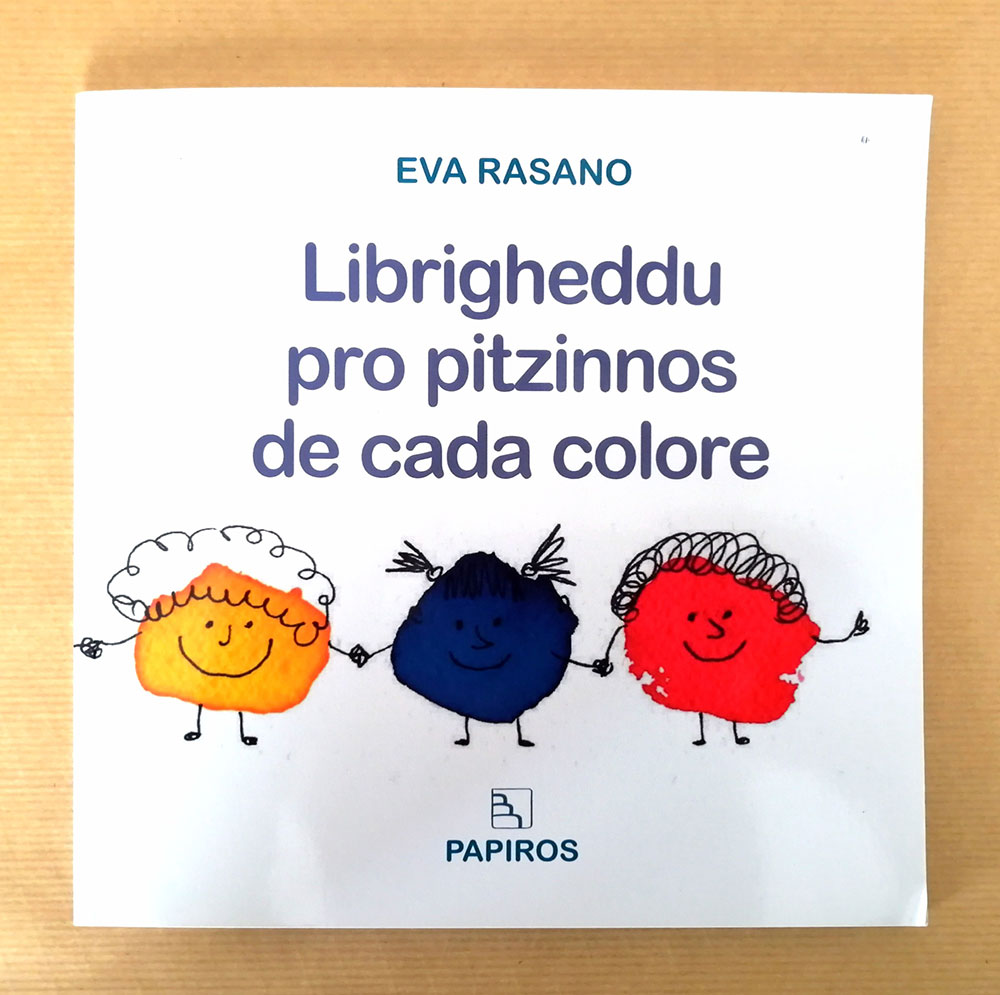 EVA RASANO
Librigheddu
pro pitzinnos
de cada colore
PAPIROS